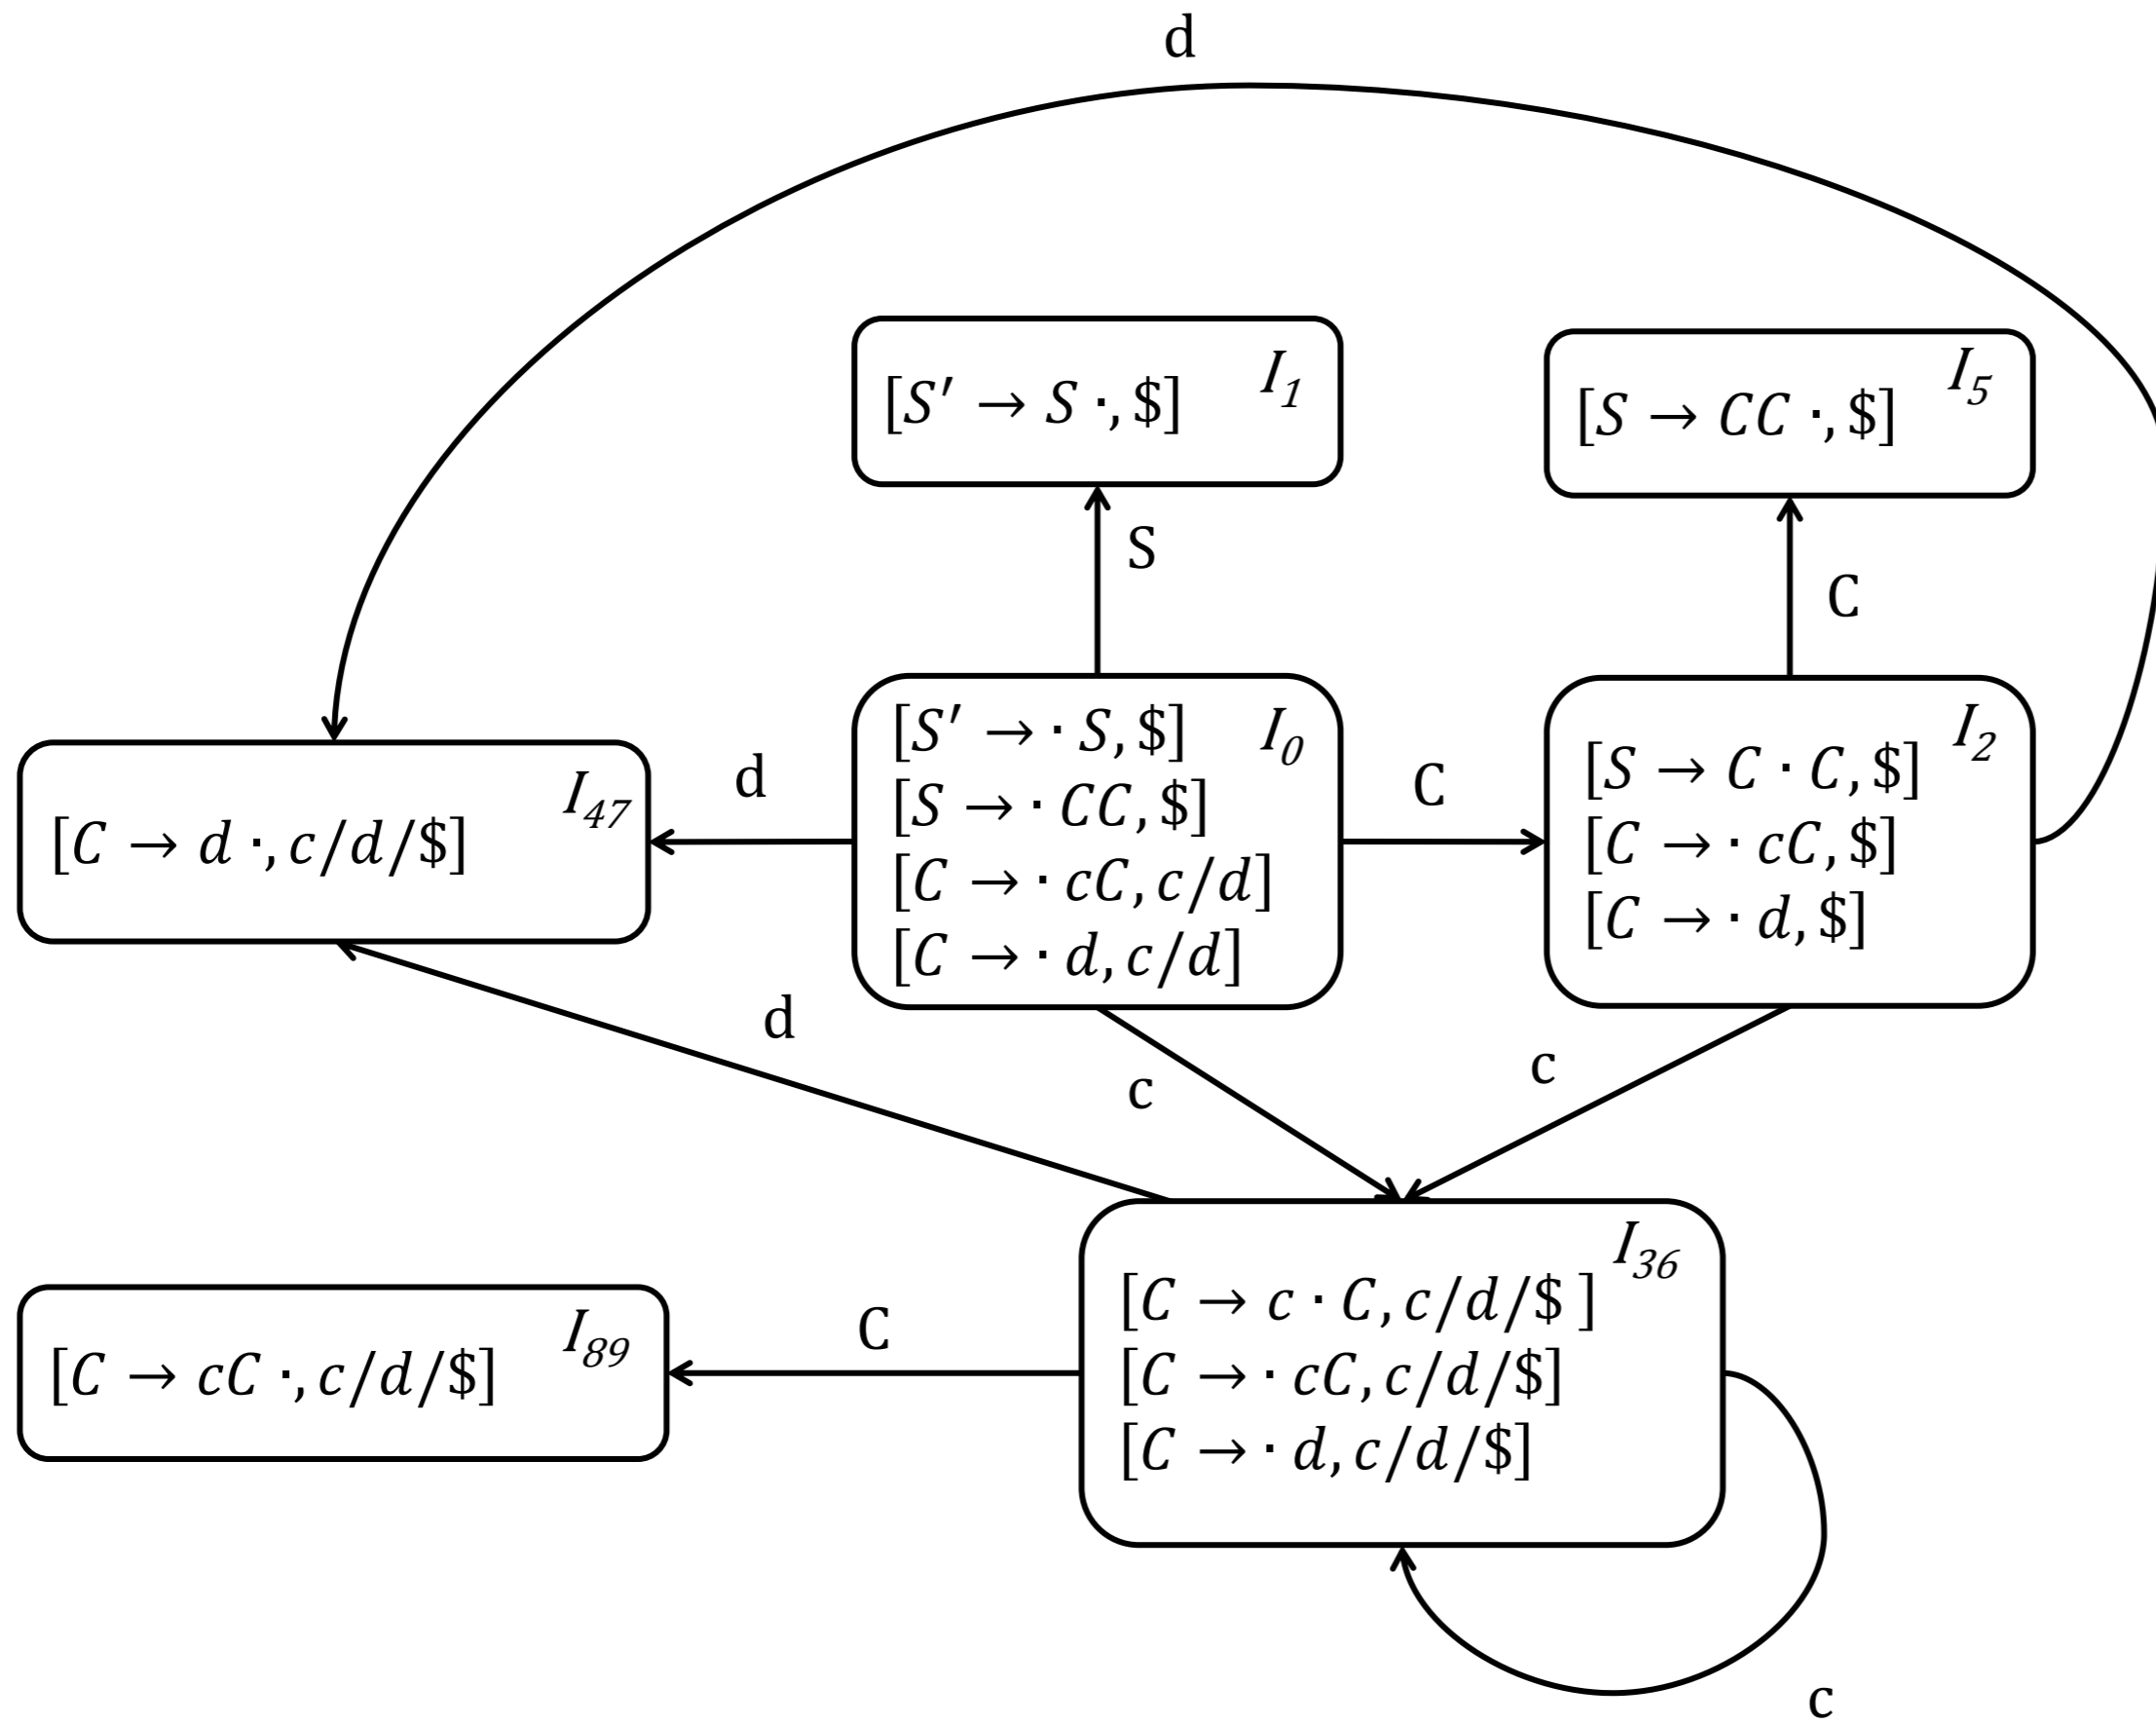 d
[S′ → S ·, $] I₁
[S → CC ·, $] I₅
S
C
[S′ → · S, $] I₀
[S → · CC, $]
[C → · cC, c/d]
[C → · d, c/d]
[S → C · C, $] I₂
[C → · cC, $]
[C → · d, $]
d
C
[C → d ·, c/d/$] I₄₇
d
c
c
[C → c · C, c/d/$ ] I₃₆
[C → · cC, c/d/$]
[C → · d, c/d/$]
C
[C → cC ·, c/d/$] I₈₉
c